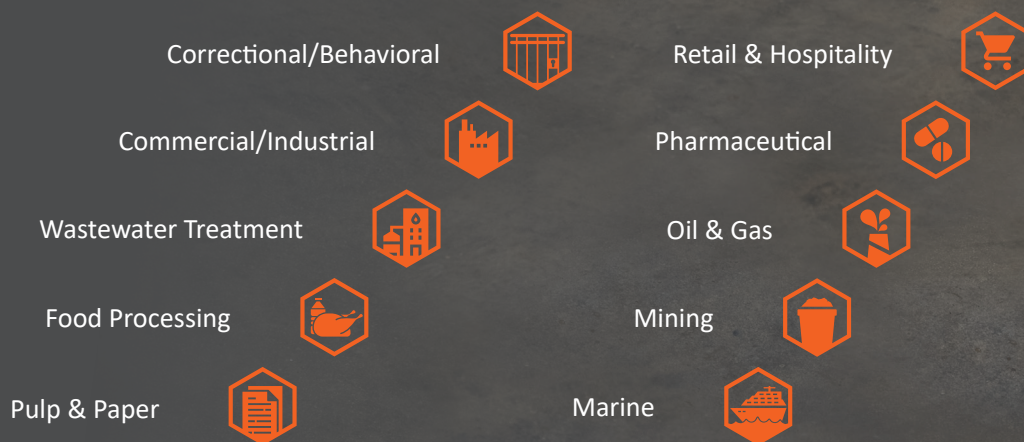 Correctional/Behavioral
Commercial/Industrial
Wastewater Treatment
Food Processing
Pulp & Paper
Retail & Hospitality
Pharmaceutical
Oil & Gas
Mining
Marine